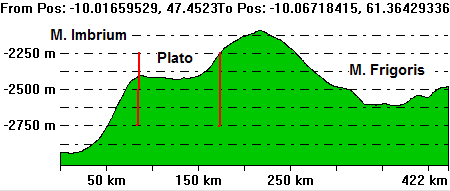 From Pos: -10.01659529, 47.4523To Pos: -10.06718415, 61.36429336
M. Imbrium
Plato
M. Frigoris
-2250 m
-2500 m
-2750 m
50 km 150 km 250 km 422 km